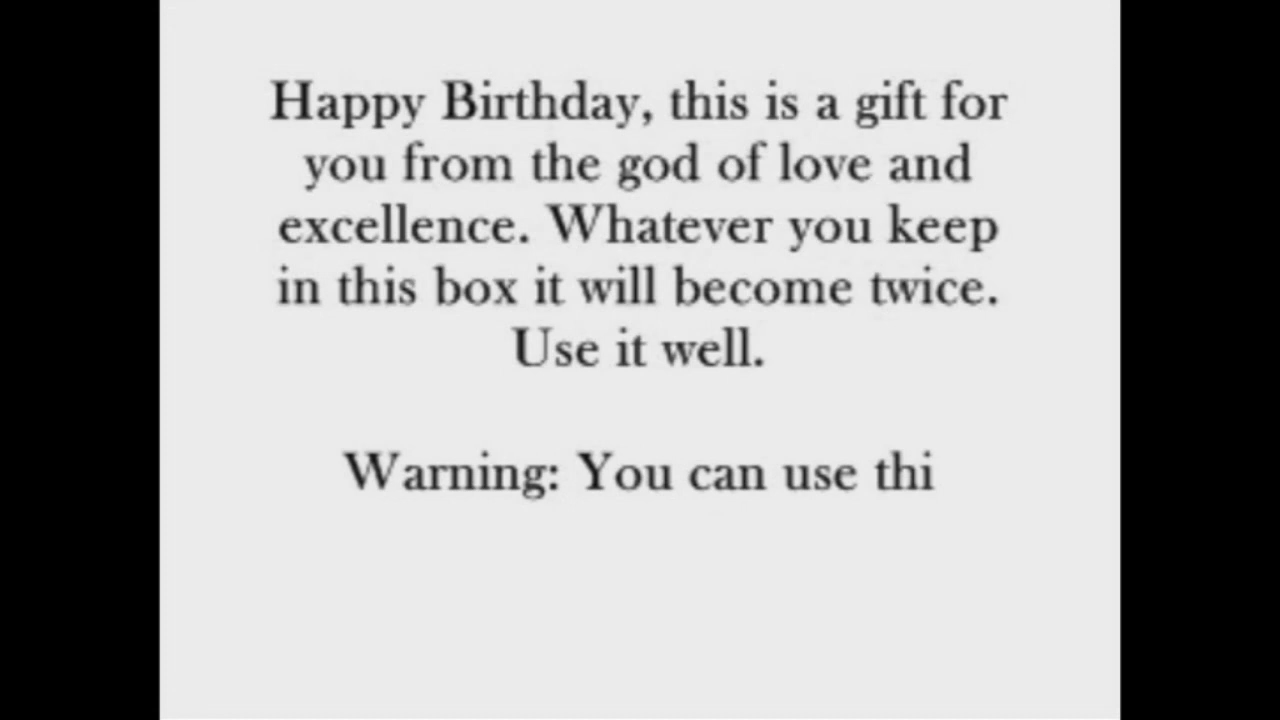 Happy Birthday, this is a gift for
you from the god of love and
excellence. Whatever you keep
in this box it will become twice.
Use it well.
Warning: You can use thi